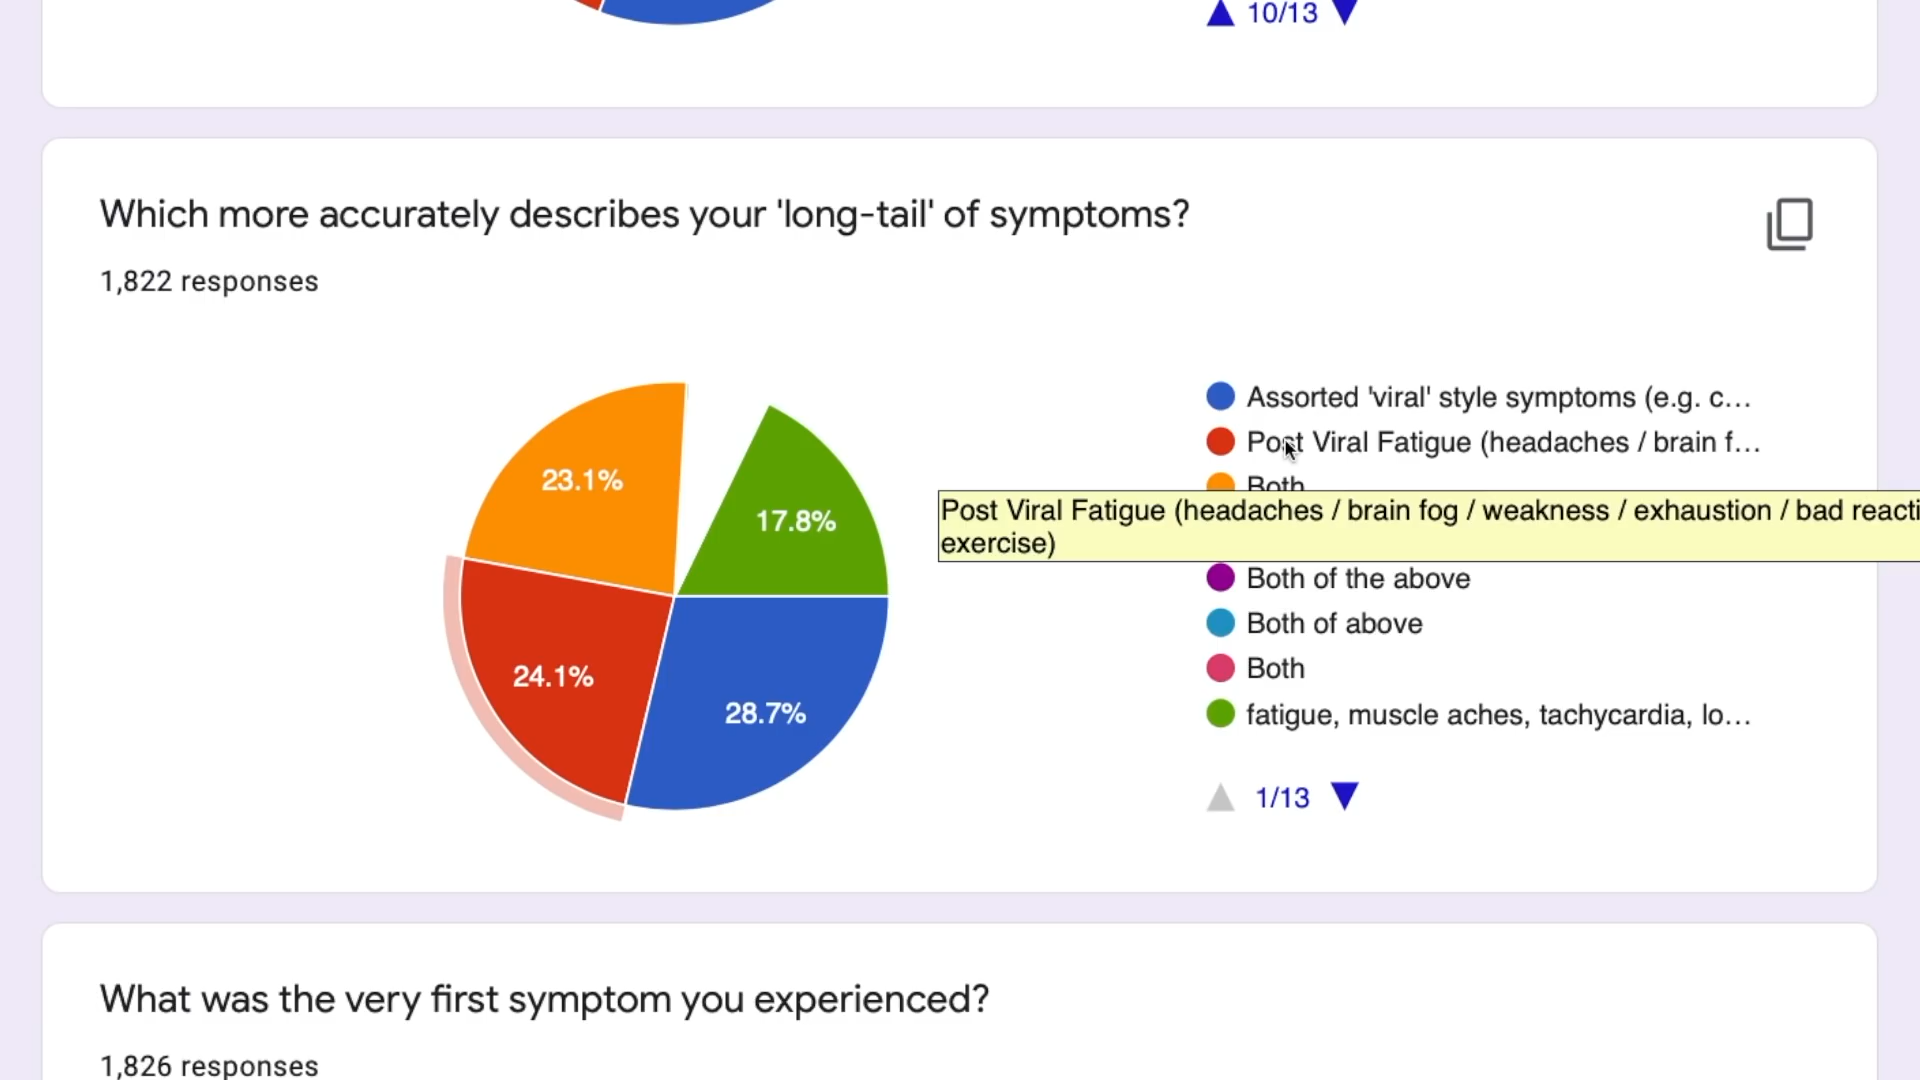 10/13
Which more accurately describes your 'long-tail' of symptoms?
1,822 responses
23.1%
17.8%
24.1%
28.7%
Assorted 'viral' style symptoms (e.g. c...
Post Viral Fatigue (headaches / brain f...
Both
Post Viral Fatigue (headaches / brain fog / weakness / exhaustion / bad reacti
exercise)
Both of the above
Both of above
Both
fatigue, muscle aches, tachycardia, lo...
1/13
What was the very first symptom you experienced?
1,826 responses